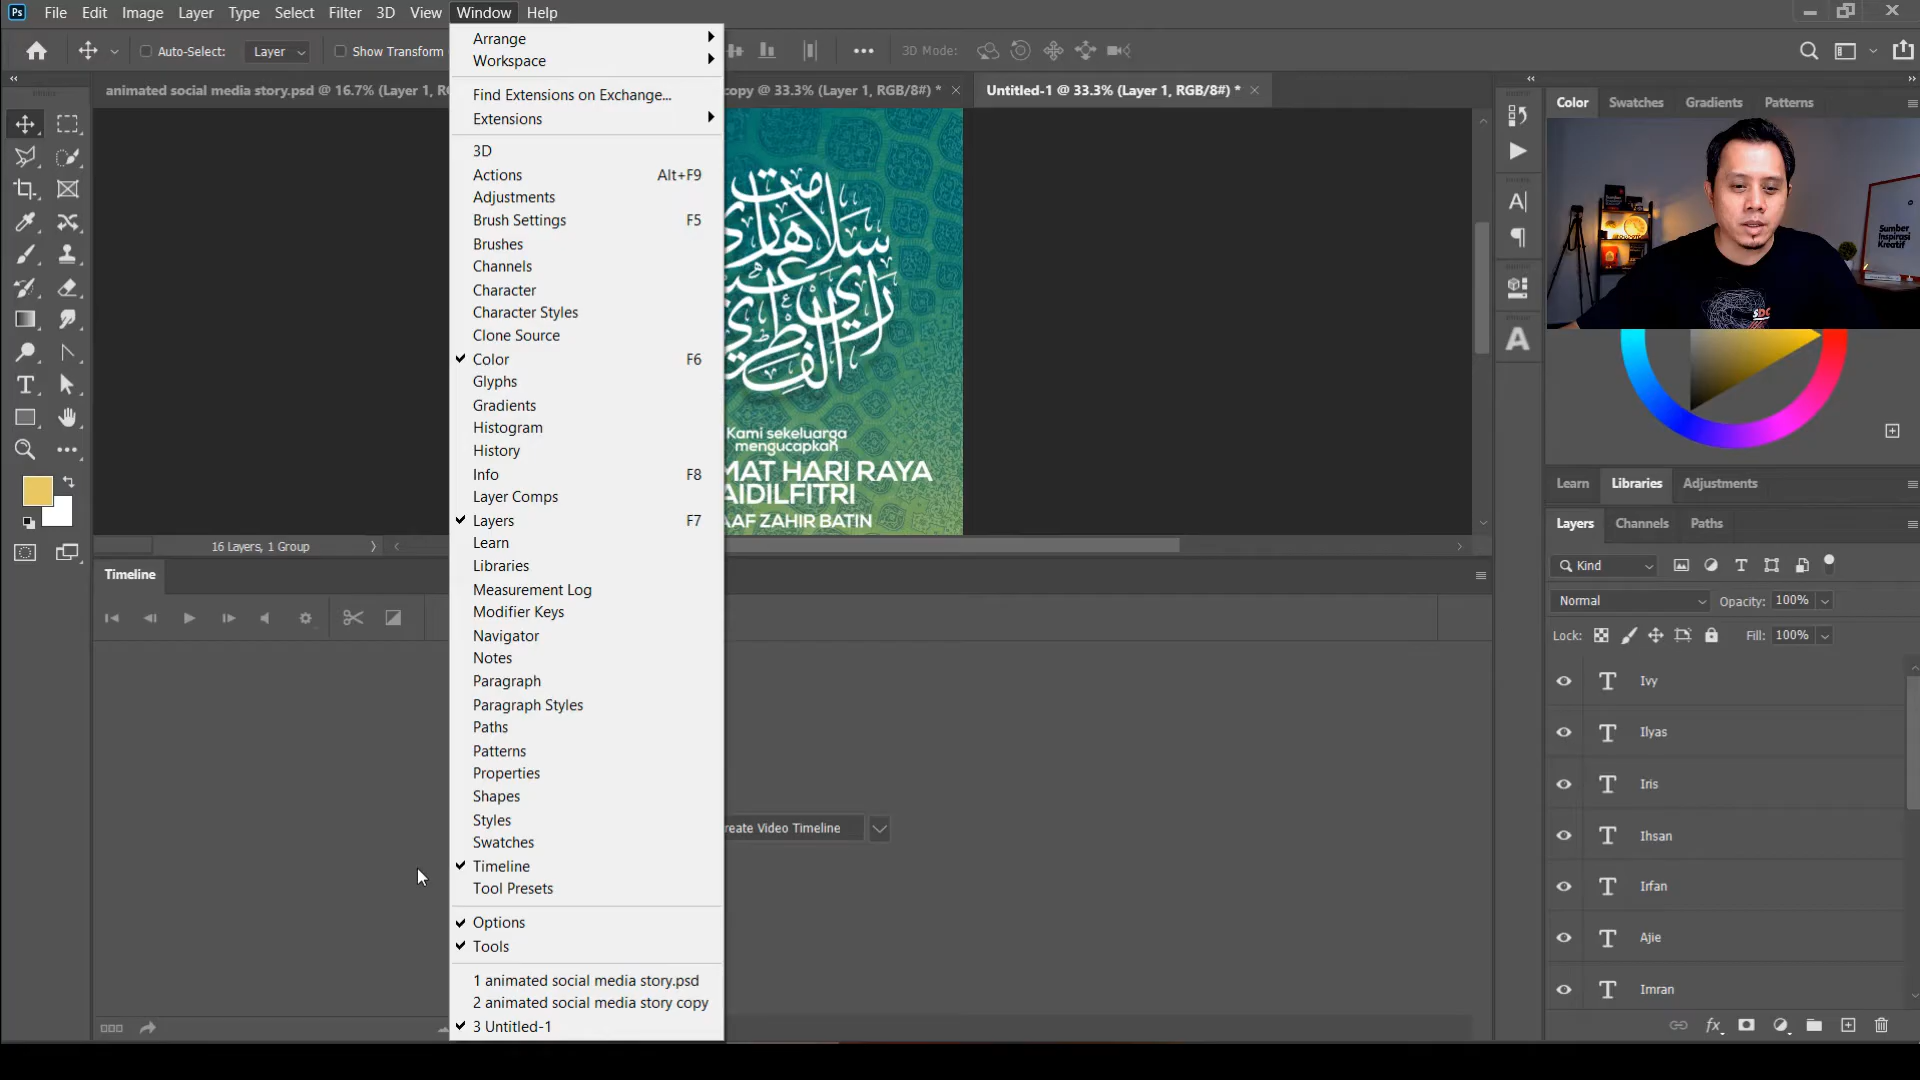 Ps File Edit Image Layer Type Select Filter 3D View Window Help
Auto-Select: Layer Show Transform 3D Mode:
animated social media story.psd @ 16.7% (Layer 1, R
copy @ 33.3% (Layer 1, RGB/8#) *
Untitled-1 @ 33.3% (Layer 1, RGB/8#) *
Arrange
Workspace
Find Extensions on Exchange...
Extensions
3D
Actions Alt+F9
Adjustments
Brush Settings F5
Brushes
Channels
Character
Character Styles
Clone Source
Color F6
Glyphs
Gradients
Histogram
History
Info F8
Layer Comps
Layers F7
Learn
Libraries
Measurement Log
Modifier Keys
Navigator
Notes
Paragraph
Paragraph Styles
Paths
Patterns
Properties
Shapes
Styles
Swatches
Timeline
Tool Presets
Options
Tools
1 animated social media story.psd
2 animated social media story copy
3 Untitled-1
Kami sekeluarga
mengucapkan
MAT HARI RAYA
AIDILFITRI
AAF ZAHIR BATIN
16 Layers, 1 Group
Timeline
reate Video Timeline
Color Swatches Gradients Patterns
Sumber
Inspirasi
Kreatif
SDC
Learn Libraries Adjustments
Layers Channels Paths
Kind
Normal Opacity: 100%
Lock: Fill: 100%
Ivy
Ilyas
Iris
Ihsan
Irfan
Ajie
Imran